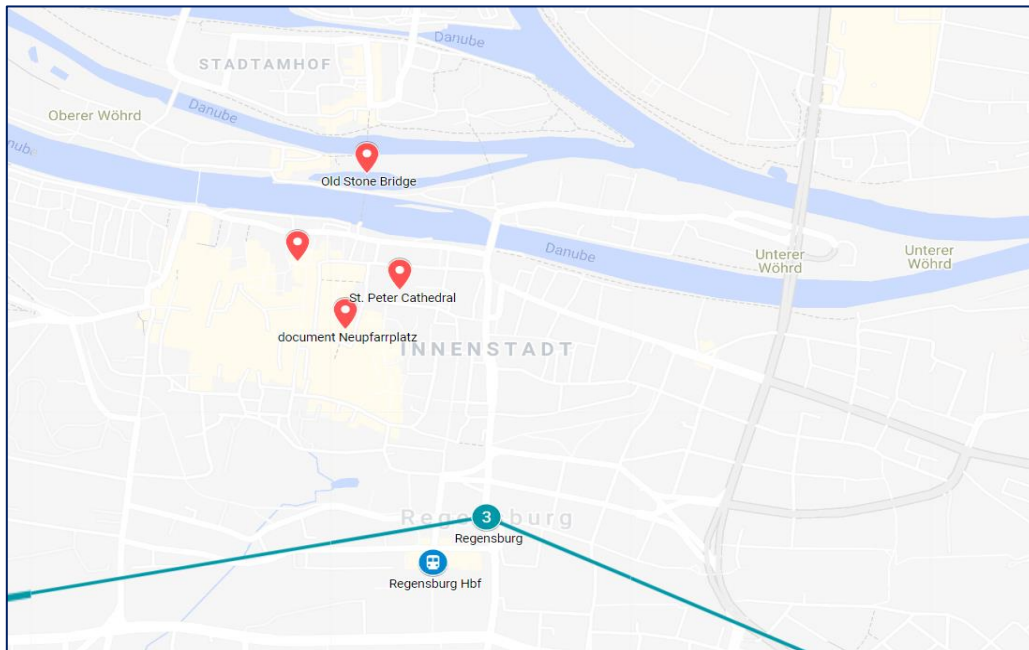 Danube
STADTAMHOF
Danube
Oberer Wöhrd
Danube
Old Stone Bridge
Danube
Unterer
Wöhrd
Unterer
Wöhrd
St. Peter Cathedral
document Neupfarrplatz
INNENSTADT
3
Regensburg
Regensburg
Regensburg Hbf